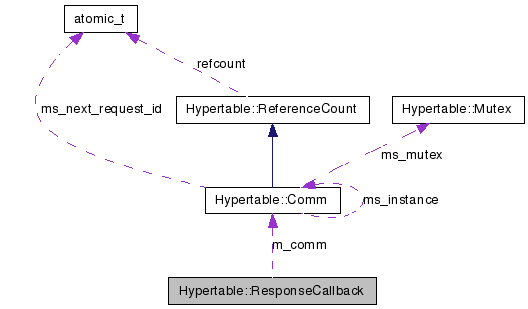 atomic_t
refcount
ms_next_request_id
Hypertable::ReferenceCount
Hypertable::Mutex
ms_mutex
Hypertable::Comm
ms_instance
m_comm
Hypertable::ResponseCallback